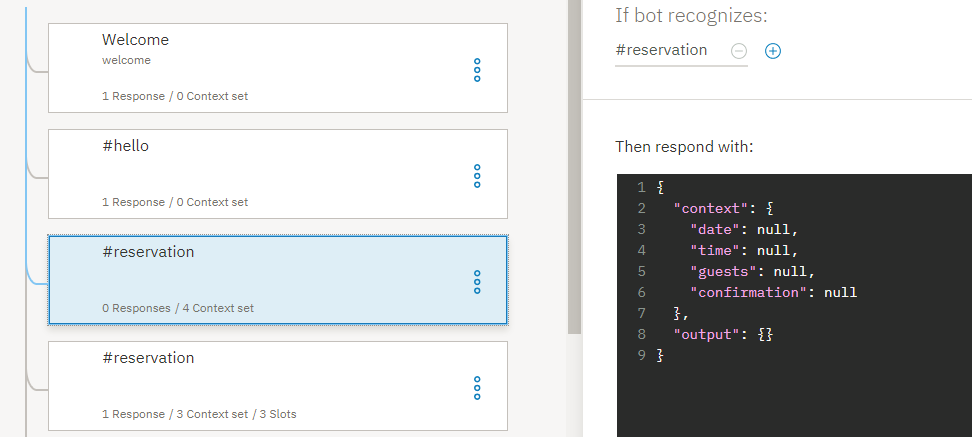 Welcome
welcome
1 Response / 0 Context set
#hello
1 Response / 0 Context set
#reservation
0 Responses / 4 Context set
#reservation
1 Response / 3 Context set / 3 Slots
If bot recognizes:
#reservation
Then respond with:
1 {
2 "context": {
3 "date": null,
4 "time": null,
5 "guests": null,
6 "confirmation": null
7 },
8 "output": {}
9 }